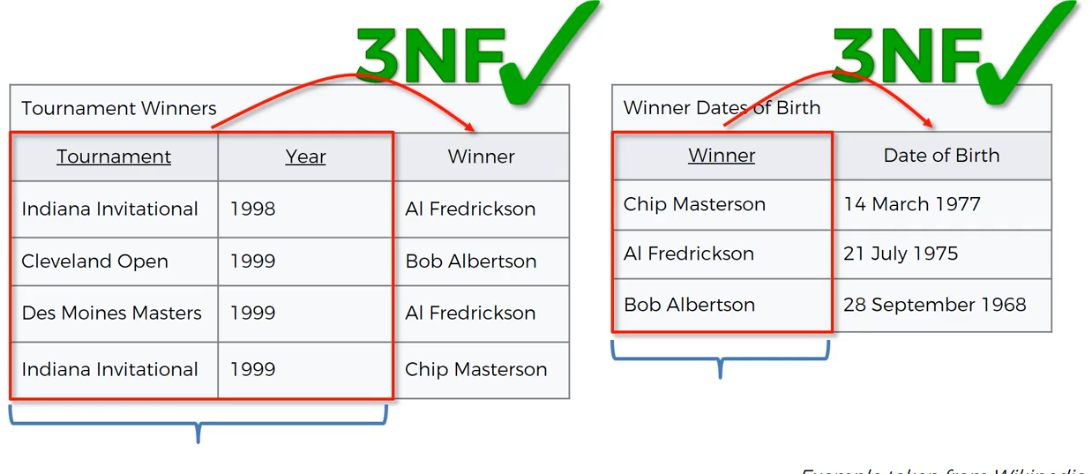 3NF
Tournament Winners
Tournament Year Winner
Indiana Invitational 1998 Al Fredrickson
Cleveland Open 1999 Bob Albertson
Des Moines Masters 1999 Al Fredrickson
Indiana Invitational 1999 Chip Masterson
3NF
Winner Dates of Birth
Winner Date of Birth
Chip Masterson 14 March 1977
Al Fredrickson 21 July 1975
Bob Albertson 28 September 1968
Example taken from Wikipedia